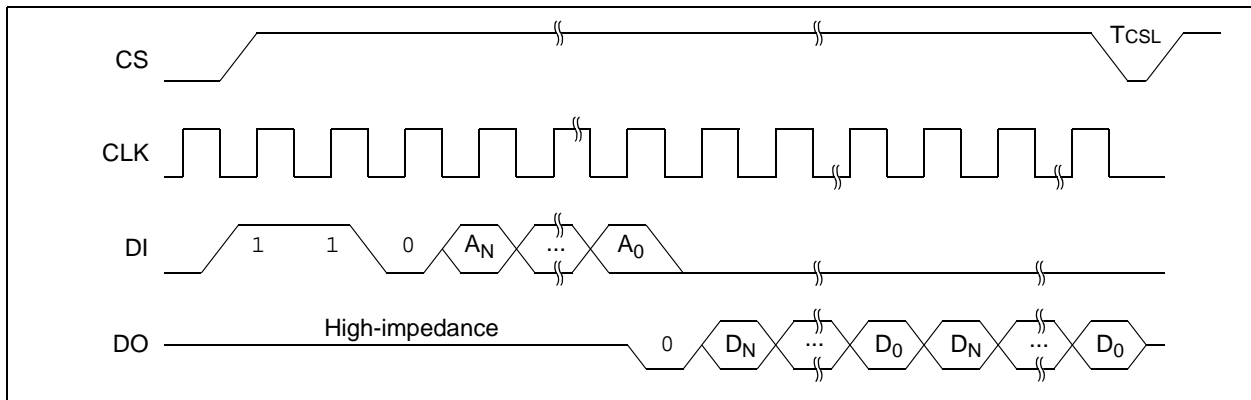 CS TCSL
CLK
DI 1 1 0 AN ... A0
High-impedance
DO 0 DN ... D0 DN ... D0